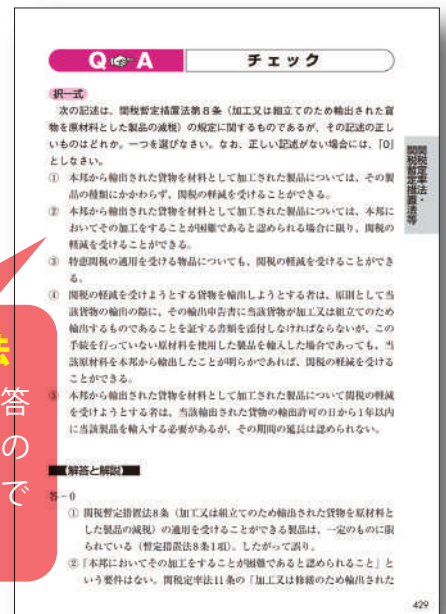 Q☞A チェック
択一式
次の記述は、関税暫定措置法第8条（加工又は組立てのため輸出された貨
物を原材料とした製品の減税）の規定に関するものであるが、その記述の正し
いものはどれか。一つを選びなさい。なお、正しい記述がない場合には、「0」
としなさい。
① 本邦から輸出された貨物を材料として加工された製品については、その製
品の種類にかかわらず、関税の軽減を受けることができる。
② 本邦から輸出された貨物を材料として加工された製品については、本邦に
おいてその加工をすることが困難であると認められる場合に限り、関税の
軽減を受けることができる。
③ 特恵関税の適用を受ける物品についても、関税の軽減を受けることができ
る。
④ 関税の軽減を受けようとする貨物を輸出しようとする者は、原則として当
該貨物の輸出の際に、その輸出申告書に当該貨物が加工又は組立てのため
輸出するものであることを証する書類を添付しなければならないが、この
手続を行っていない原材料を使用した製品を輸入した場合であっても、当
該原材料を本邦から輸出したことが明らかであれば、関税の軽減を受ける
ことができる。
⑤ 本邦から輸出された貨物を材料として加工された製品について関税の軽減
を受けようとする者は、当該輸出された貨物の輸出許可の日から1年以内
に当該製品を輸入する必要があるが、その期間の延長は認められない。
関税定率法・
関税暫定措置法等
法
答
の
で
【解答と解説】
答－0
① 関税暫定措置法8条（加工又は組立てのため輸出された貨物を原材料と
した製品の減税）の適用を受けることができる製品は、一定のものに限
られている（暫定措置法8条1項）。したがって誤り。
②「本邦においてその加工をすることが困難であると認められること」と
いう要件はない。関税定率法11条の「加工又は修繕のため輸出された
429